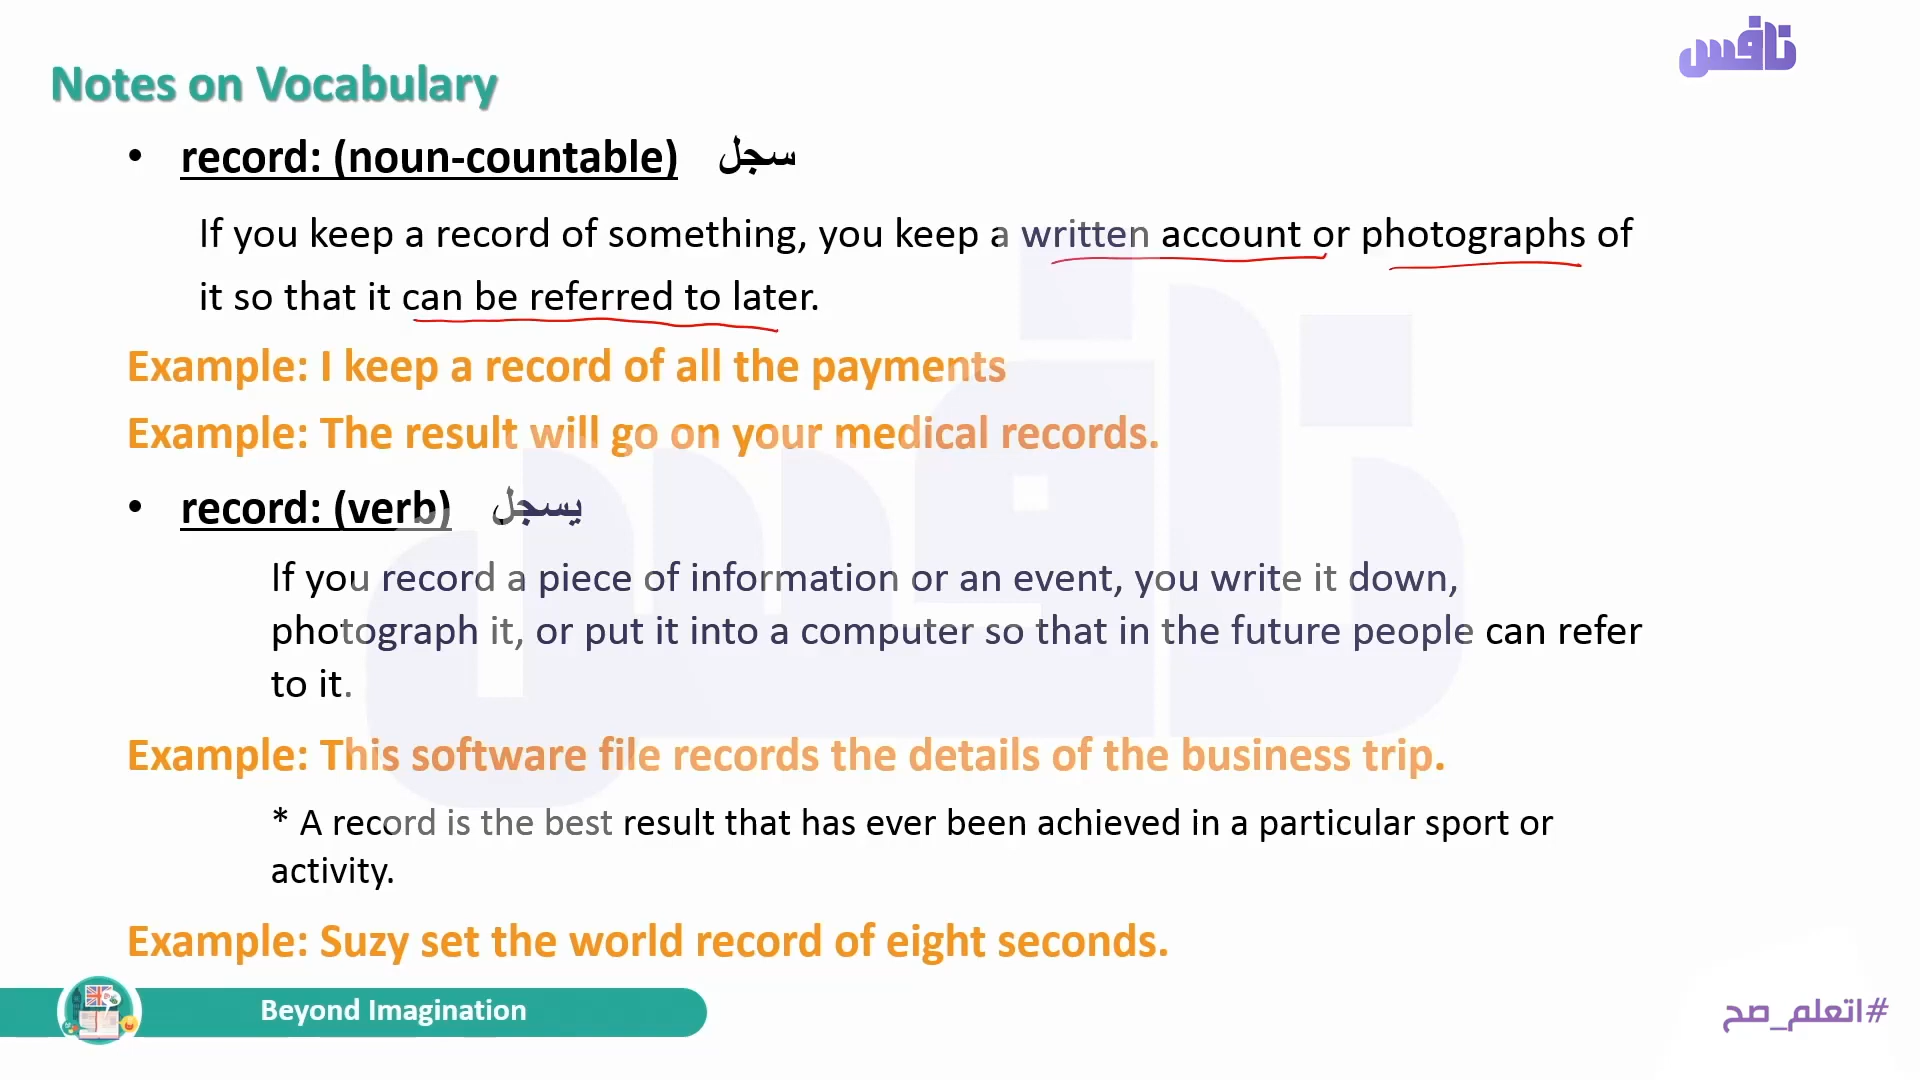 نافس
Notes on Vocabulary
• record: (noun-countable) سجل
If you keep a record of something, you keep a written account or photographs of
it so that it can be referred to later.
Example: I keep a record of all the payments
Example: The result will go on your medical records.
• record: (verb) يسجل
If you record a piece of information or an event, you write it down,
photograph it, or put it into a computer so that in the future people can refer
to it.
Example: This software file records the details of the business trip.
* A record is the best result that has ever been achieved in a particular sport or
activity.
Example: Suzy set the world record of eight seconds.
Beyond Imagination
#اتعلم_صح